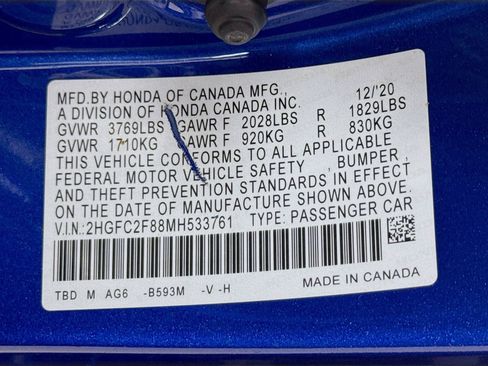 MFD.BY HONDA OF CANADA MFG., 12/'20
A DIVISION OF HONDA CANADA INC.
GVWR 3769LBS GAWR F 2028LBS R 1829LBS
GVWR 1710KG GAWR F 920KG R 830KG
THIS VEHICLE CONFORMS TO ALL APPLICABLE
FEDERAL MOTOR VEHICLE SAFETY , BUMPER ,
AND THEFT PREVENTION STANDARDS IN EFFECT
ON THE DATE OF MANUFACTURE SHOWN ABOVE.
V.I.N.:2HGFC2F88MH533761 TYPE: PASSENGER CAR
TBD M AG6 -B593M -V -H MADE IN CANADA